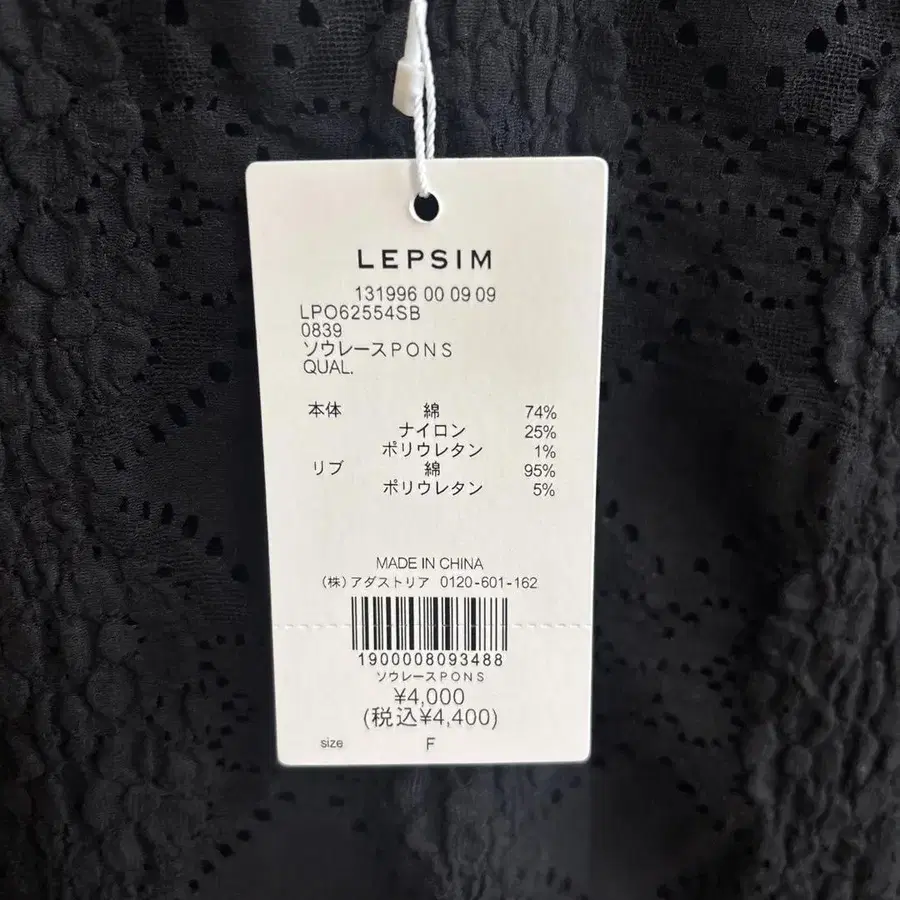 LEPSIM
131996 00 09 09
LPO62554SB
0839
ソウレースPONS
QUAL.
本体 綿 74%
ナイロン 25%
ポリウレタン 1%
リブ 綿 95%
ポリウレタン 5%
MADE IN CHINA
(株)アダストリア 0120-601-162
1900008093488
ソウレースPONS
¥4,000
(税込¥4,400)
size F